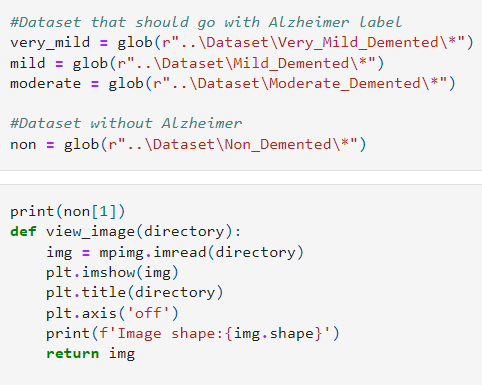 #Dataset that should go with Alzheimer label
very_mild = glob(r"..\Dataset\Very_Mild_Demented\*")
mild = glob(r"..\Dataset\Mild_Demented\*")
moderate = glob(r"..\Dataset\Moderate_Demented\*")
#Dataset without Alzheimer
non = glob(r"..\Dataset\Non_Demented\*")
print(non[1])
def view_image(directory):
    img = mpimg.imread(directory)
    plt.imshow(img)
    plt.title(directory)
    plt.axis('off')
    print(f'Image shape:{img.shape}')
    return img